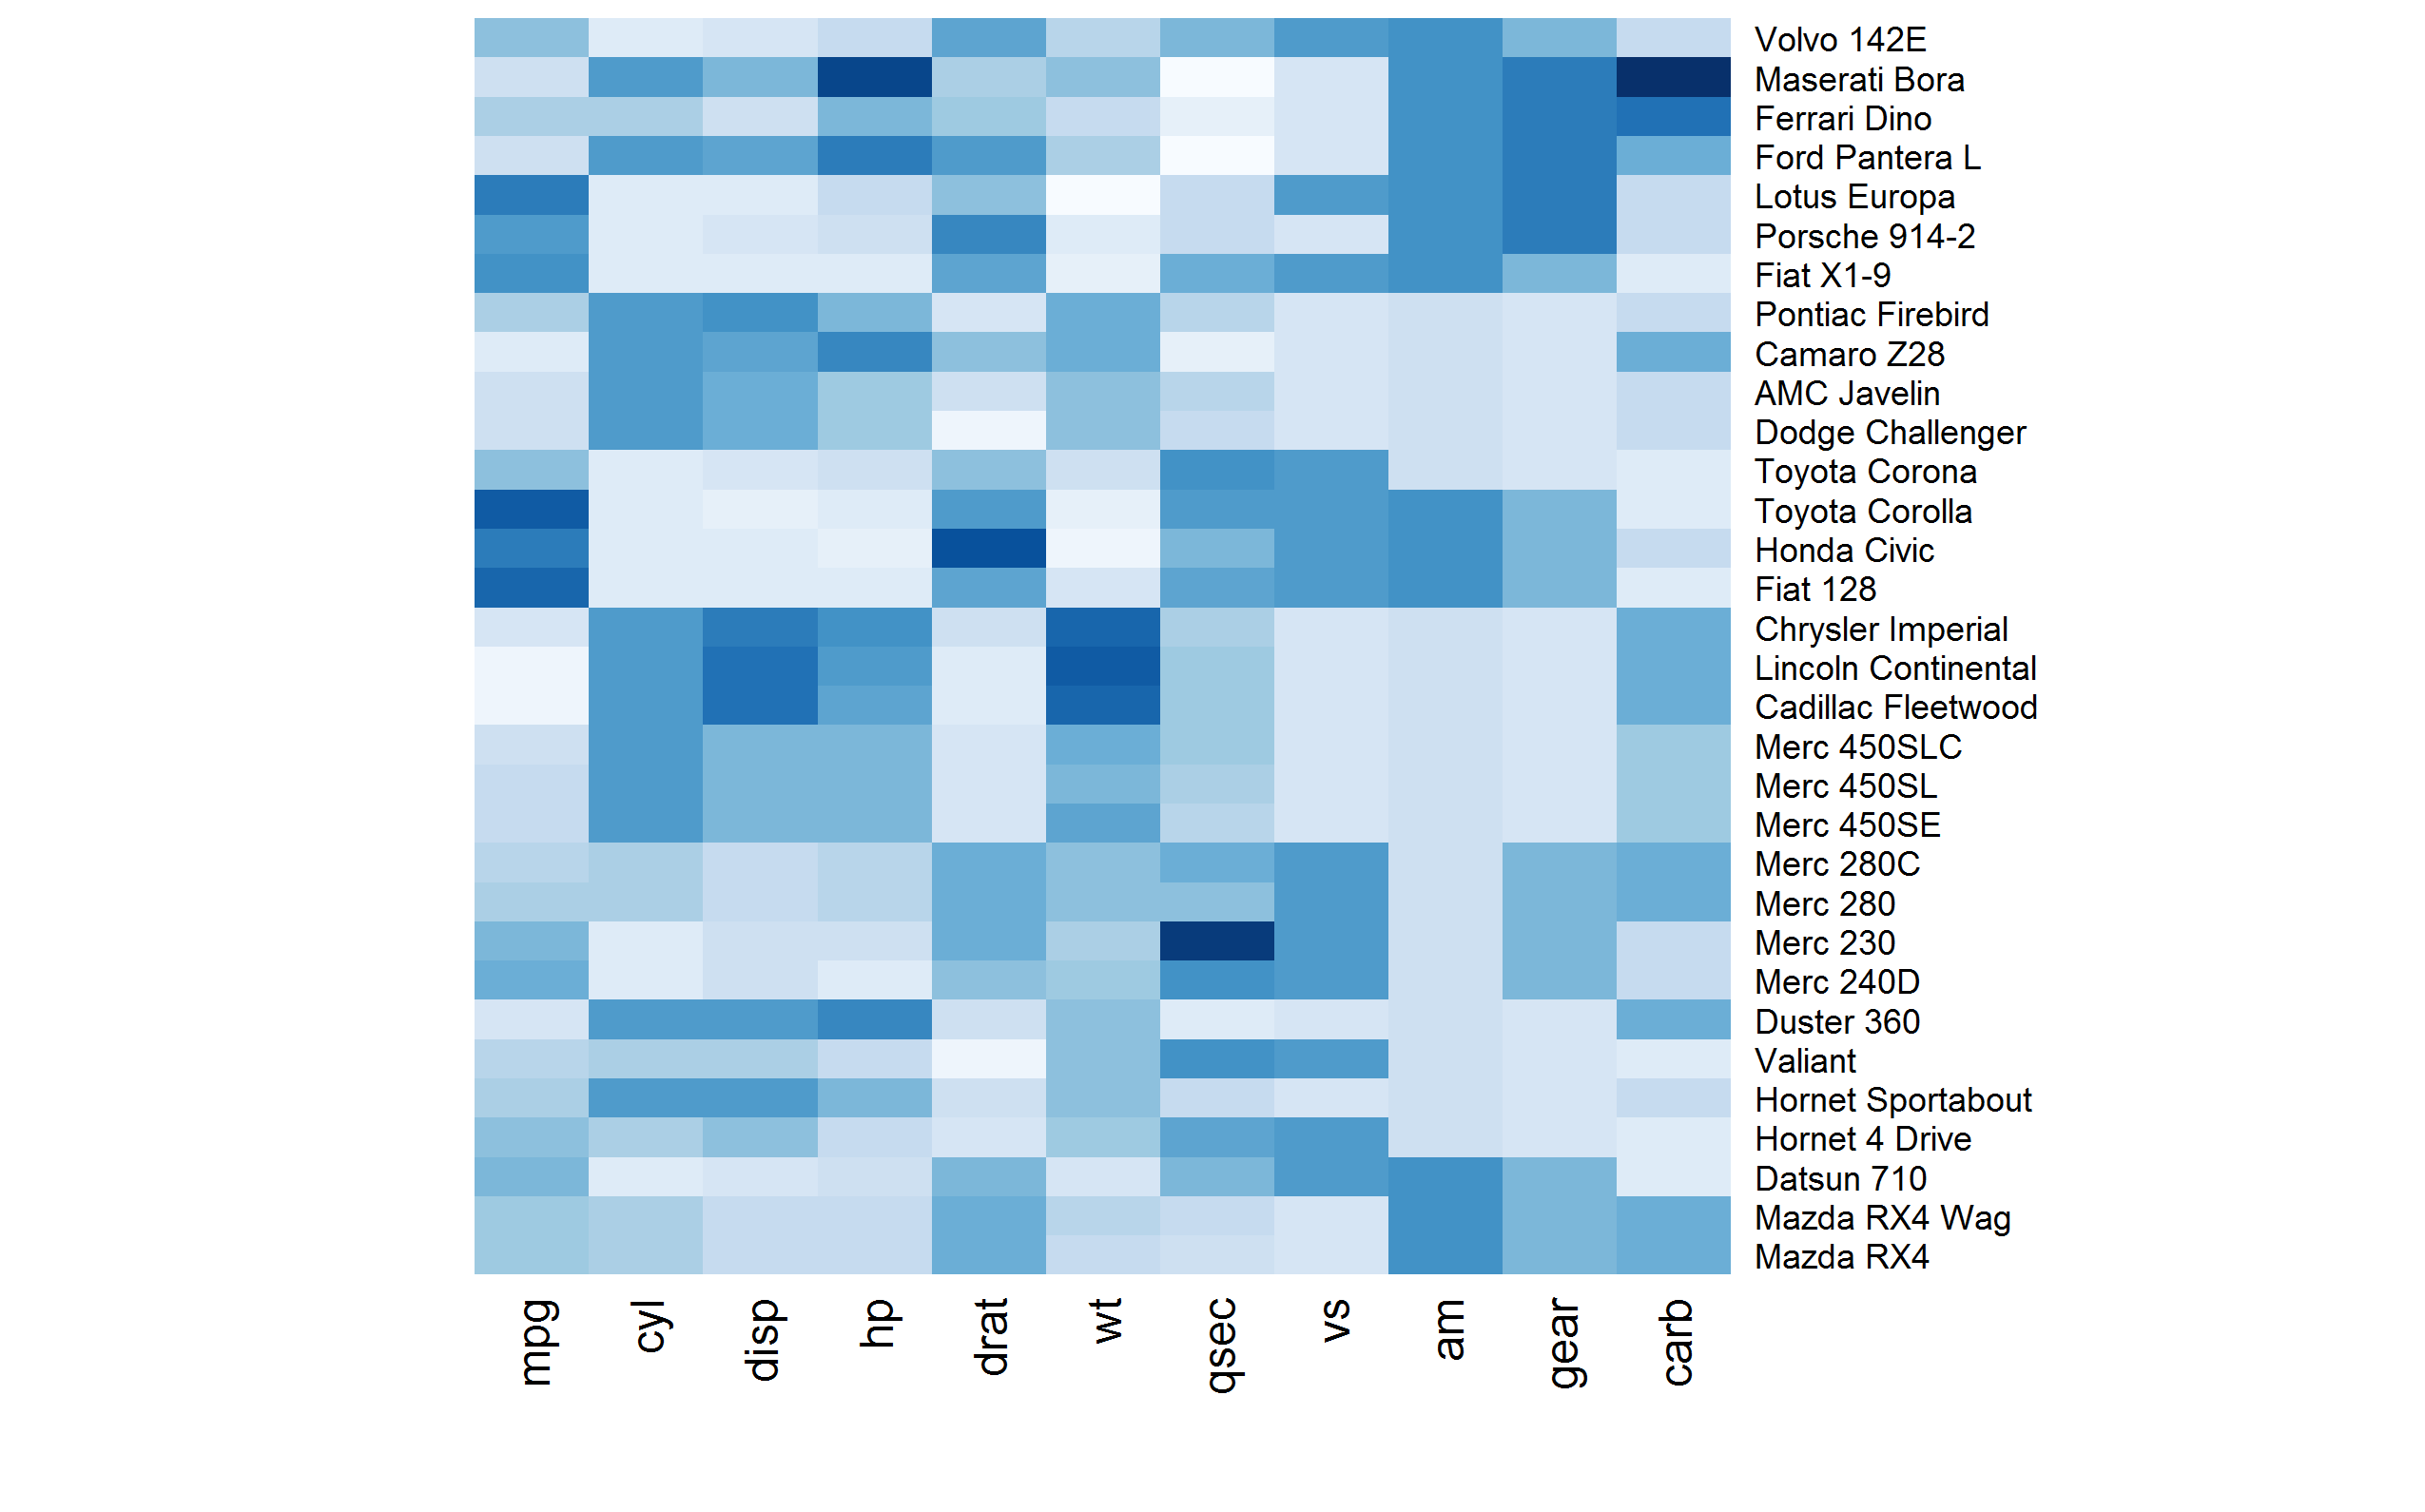 Volvo 142E
Maserati Bora
Ferrari Dino
Ford Pantera L
Lotus Europa
Porsche 914-2
Fiat X1-9
Pontiac Firebird
Camaro Z28
AMC Javelin
Dodge Challenger
Toyota Corona
Toyota Corolla
Honda Civic
Fiat 128
Chrysler Imperial
Lincoln Continental
Cadillac Fleetwood
Merc 450SLC
Merc 450SL
Merc 450SE
Merc 280C
Merc 280
Merc 230
Merc 240D
Duster 360
Valiant
Hornet Sportabout
Hornet 4 Drive
Datsun 710
Mazda RX4 Wag
Mazda RX4
mpg
cyl
disp
hp
drat
wt
qsec
vs
am
gear
carb